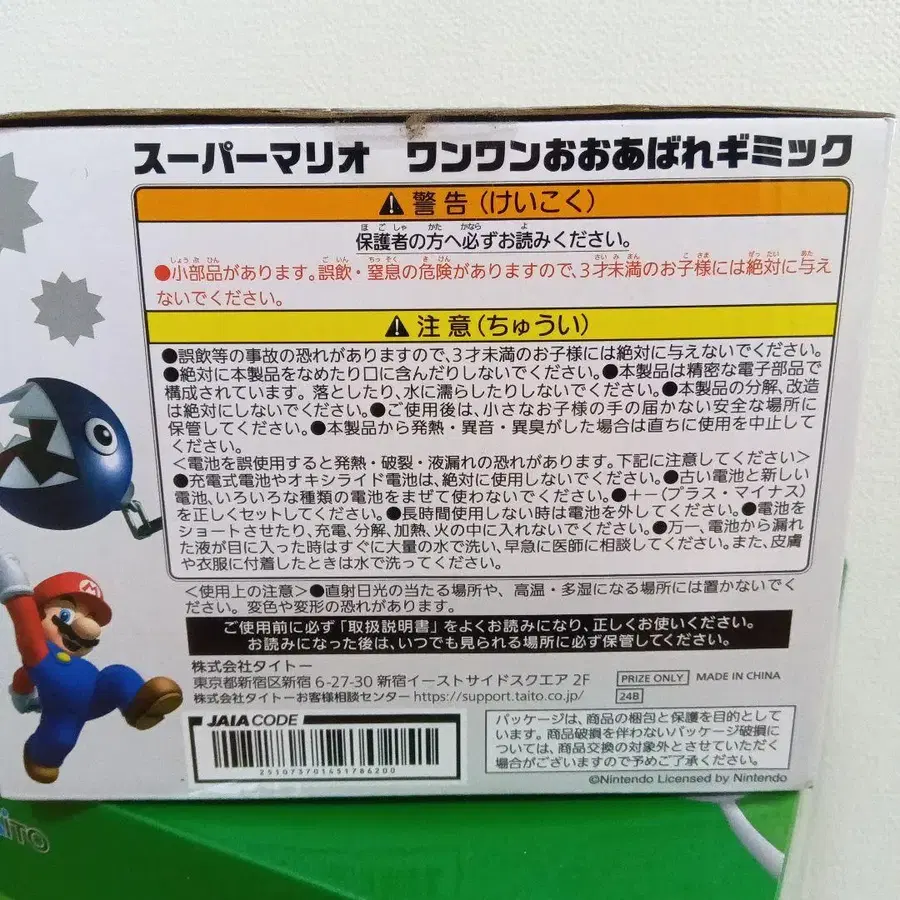 スーパーマリオ ワンワンおおあばれギミック
⚠警告(けいこく)
保護者の方へ必ずお読みください。
●小部品があります。誤飲・窒息の危険がありますので、3才未満のお子様には絶対に与え
ないでください。
⚠注意(ちゅうい)
●誤飲等の事故の恐れがありますので、3才未満のお子様には絶対に与えないでください。
●絶対に本製品をなめたり口に含んだりしないでください。●本製品は精密な電子部品で
構成されています。落としたり、水に濡らしたりしないでください。●本製品の分解、改造
は絶対にしないでください。●ご使用後は、小さなお子様の手の届かない安全な場所に
保管してください。●本製品から発熱・異音・異臭がした場合は直ちに使用を中止して
ください。
<電池を誤使用すると発熱・破裂・液漏れの恐れがあります。下記に注意してください>
●充電式電池やオキシライド電池は、絶対に使用しないでください。●古い電池と新しい
電池、いろいろな種類の電池をまぜて使わないでください。●+-(プラス・マイナス)
を正しくセットしてください。●長時間使用しない時は電池を外してください。●電池を
ショートさせたり、充電、分解、加熱、火の中に入れないでください。●万一、電池から漏れ
た液が目に入った時はすぐに大量の水で洗い、早急に医師に相談してください。また、皮膚
や衣服に付着したときは水で洗ってください。
<使用上の注意>●直射日光の当たる場所や、高温・多湿になる場所には置かないでく
ださい。変色や変形の恐れがあります。
ご使用前に必ず「取扱説明書」をよくお読みになり、正しくお使いください。
お読みになった後は、いつでも見られる場所に必ず保管してください。
株式会社タイトー
東京都新宿区新宿 6-27-30 新宿イーストサイドスクエア 2F
株式会社タイトーお客様相談センター https://support.taito.co.jp/
PRIZE ONLY MADE IN CHINA
24B
JAIA CODE
251073701451786200
パッケージは、商品の梱包と保護を目的として
います。商品破損を伴わないパッケージ破損に
ついては、商品交換の対象外とさせていただく
場合がございますので予めご了承ください。
©Nintendo Licensed by Nintendo
AITO